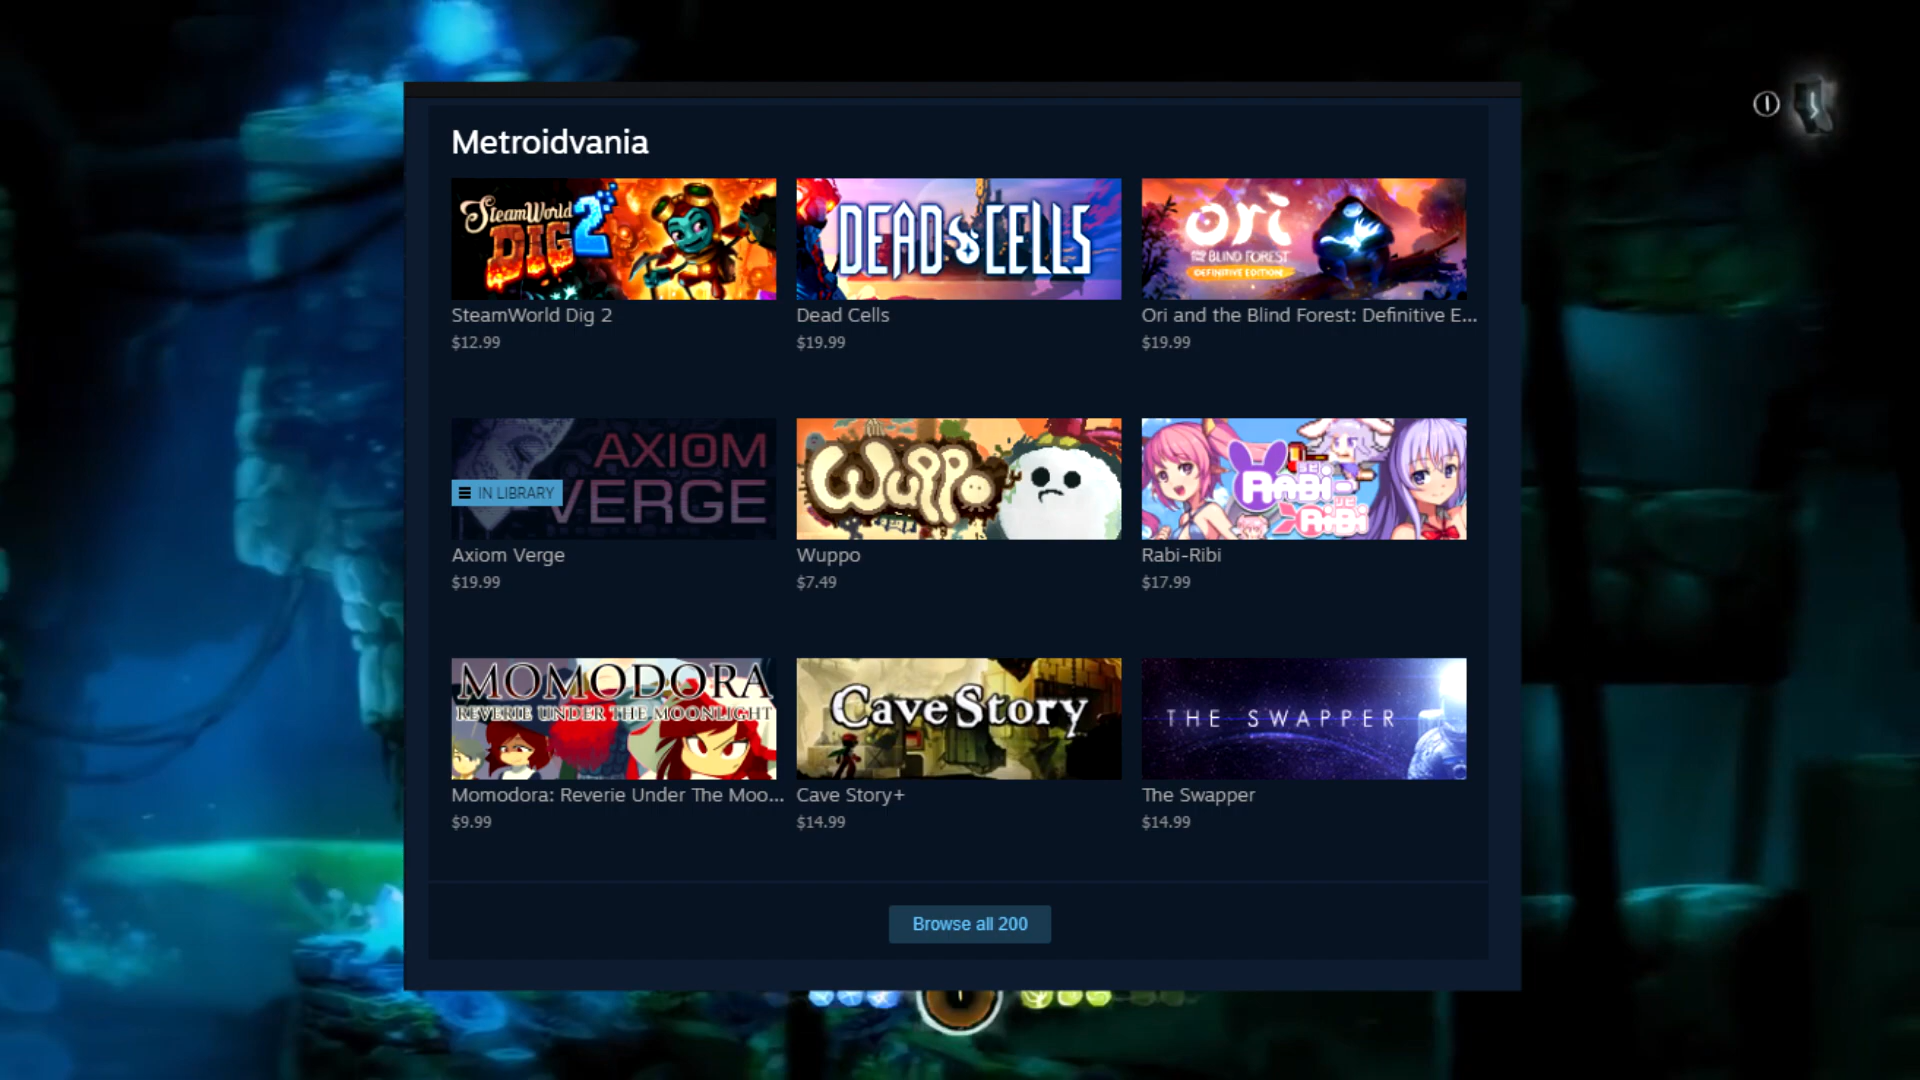 Metroidvania
SteamWorld
DIG 2
DEAD CELLS
ori
AND THE BLIND FOREST
DEFINITIVE EDITION
SteamWorld Dig 2
Dead Cells
Ori and the Blind Forest: Definitive E...
$12.99
$19.99
$19.99
AXIOM
VERGE
IN LIBRARY
Wuppo
RABi-
RiBi
Axiom Verge
Wuppo
Rabi-Ribi
$19.99
$7.49
$17.99
MOMODORA
REVERIE UNDER THE MOONLIGHT
Cave Story
THE SWAPPER
Momodora: Reverie Under The Moo...
Cave Story+
The Swapper
$9.99
$14.99
$14.99
Browse all 200